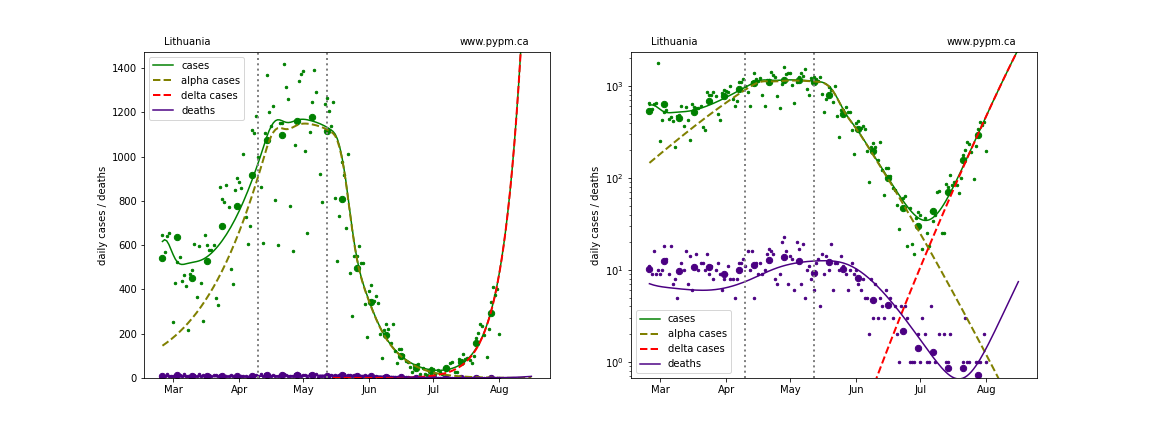 Lithuania www.pypm.ca
cases
alpha cases
delta cases
deaths
daily cases / deaths
1400
1200
1000
800
600
400
200
0
Mar Apr May Jun Jul Aug
Lithuania www.pypm.ca
daily cases / deaths
10³
10²
10¹
10⁰
cases
alpha cases
delta cases
deaths
Mar Apr May Jun Jul Aug